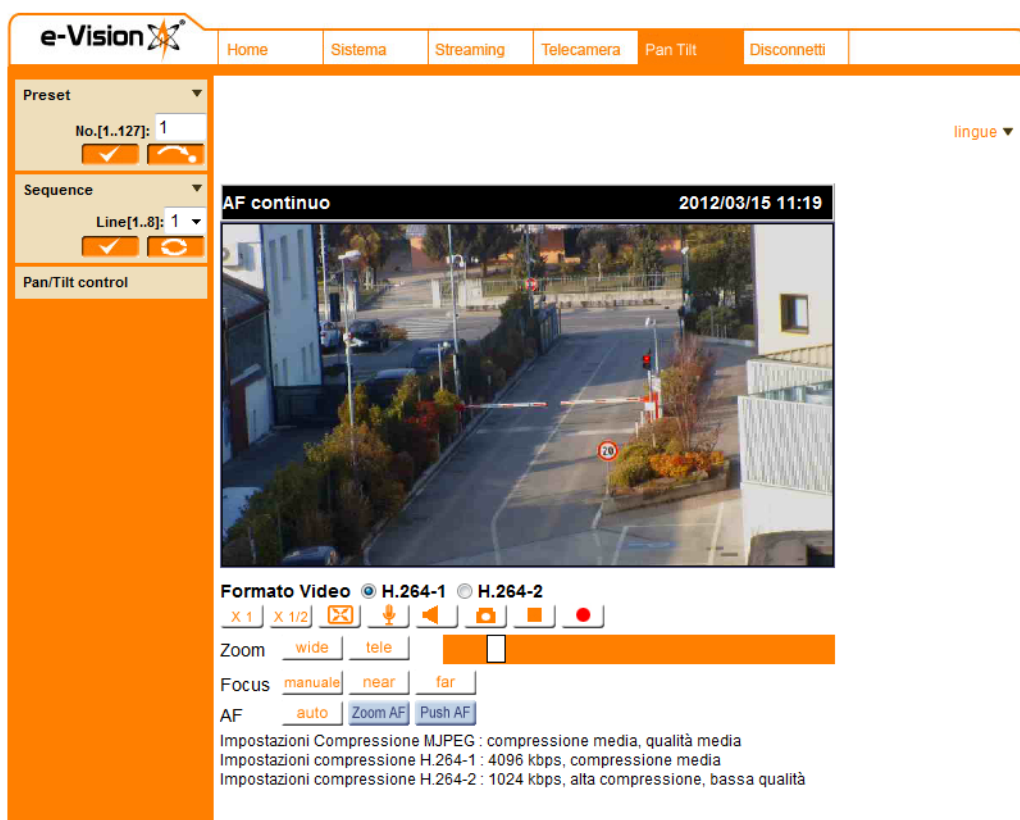 e-Vision
Home Sistema Streaming Telecamera Pan Tilt Disconnetti
Preset
No.[1..127]: 1
lingue
Sequence
Line[1..8]: 1
Pan/Tilt control
AF continuo 2012/03/15 11:19
20
Formato Video H.264-1 H.264-2
X 1 X 1/2
Zoom wide tele
Focus manuale near far
AF auto Zoom AF Push AF
Impostazioni Compressione MJPEG : compressione media, qualità media
Impostazioni compressione H.264-1 : 4096 kbps, compressione media
Impostazioni compressione H.264-2 : 1024 kbps, alta compressione, bassa qualità